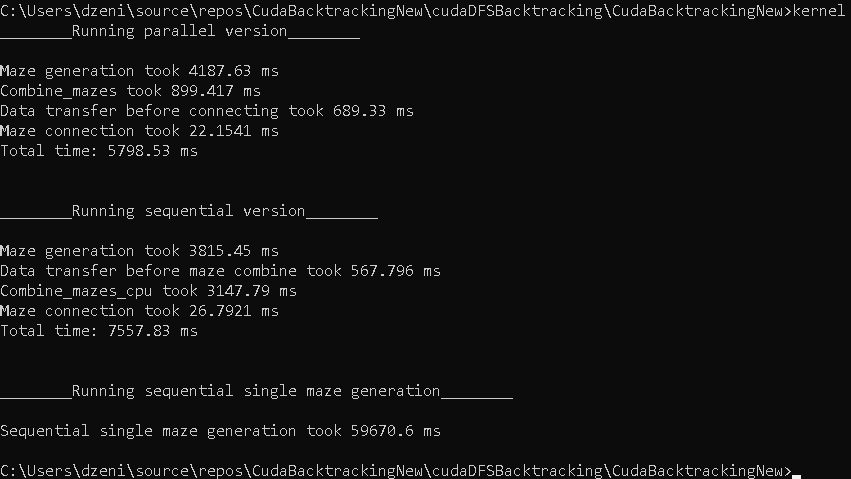 C:\Users\dzeni\source\repos\CudaBacktrackingNew\cudaDFSBacktracking\CudaBacktrackingNew>kernel
________Running parallel version________
Maze generation took 4187.63 ms
Combine_mazes took 899.417 ms
Data transfer before connecting took 689.33 ms
Maze connection took 22.1541 ms
Total time: 5798.53 ms
________Running sequential version________
Maze generation took 3815.45 ms
Data transfer before maze combine took 567.796 ms
Combine_mazes_cpu took 3147.79 ms
Maze connection took 26.7921 ms
Total time: 7557.83 ms
________Running sequential single maze generation________
Sequential single maze generation took 59670.6 ms
C:\Users\dzeni\source\repos\CudaBacktrackingNew\cudaDFSBacktracking\CudaBacktrackingNew>